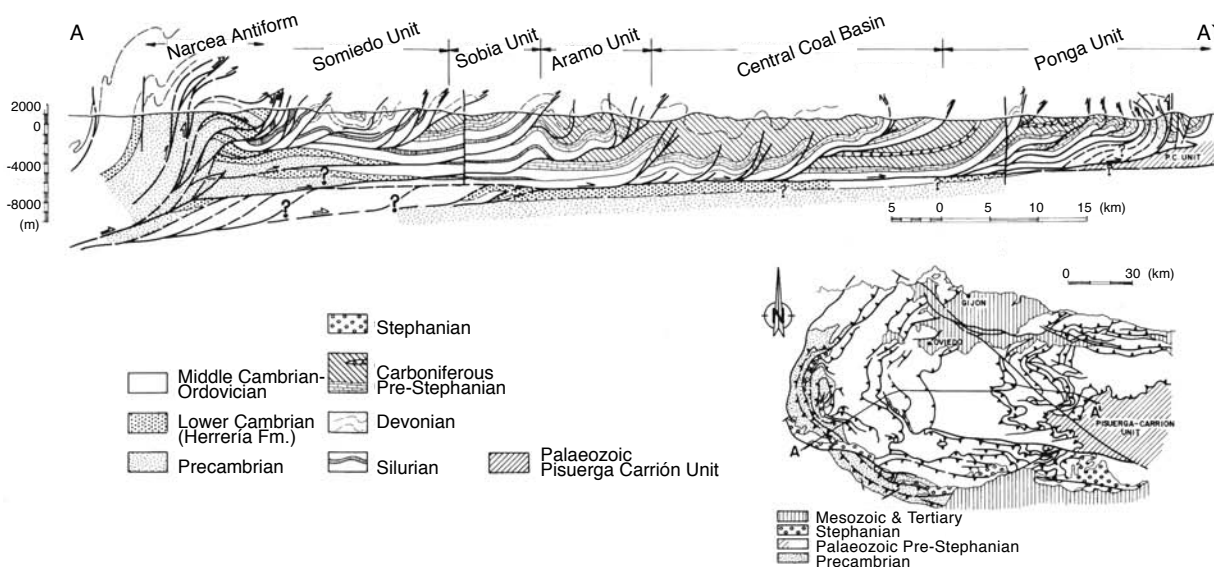 A
Narcea Antiform
Somiedo Unit
Sobia Unit
Aramo Unit
Central Coal Basin
Ponga Unit
A'
2000
0
-4000
-8000
(m)
?
?
?
?
?
?
P.C. UNIT
5 0 5 10 15 (km)
Stephanian
Middle Cambrian-
Ordovician
Carboniferous
Pre-Stephanian
Lower Cambrian
(Herrería Fm.)
Devonian
Precambrian
Silurian
Palaeozoic
Pisuerga Carrión Unit
0 30 (km)
N
GIJON
OVIEDO
A
A'
PISUERGA-CARRION
UNIT
Mesozoic & Tertiary
Stephanian
Palaeozoic Pre-Stephanian
Precambrian